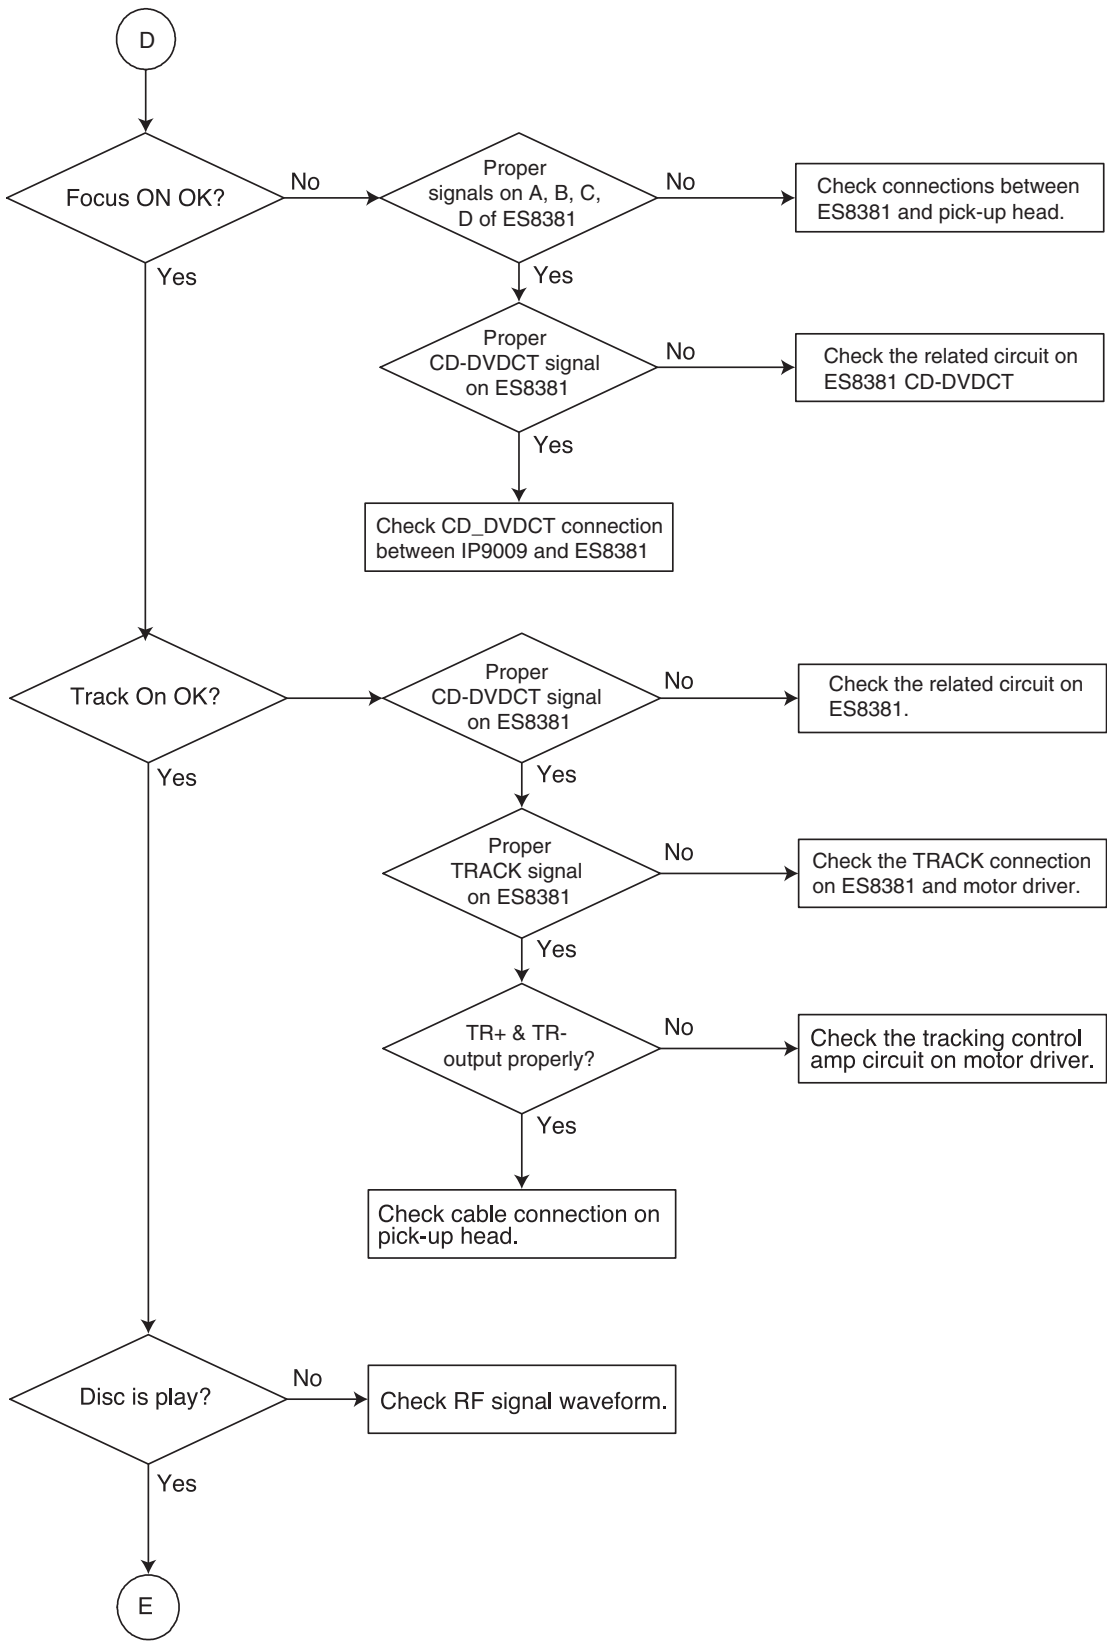 D
Focus ON OK?
No
Proper
signals on A, B, C,
D of ES8381
No
Check connections between
ES8381 and pick-up head.
Yes
Yes
Proper
CD-DVDCT signal
on ES8381
No
Check the related circuit on
ES8381 CD-DVDCT
Yes
Check CD_DVDCT connection
between IP9009 and ES8381
Track On OK?
Proper
CD-DVDCT signal
on ES8381
No
Check the related circuit on
ES8381.
Yes
Yes
Proper
TRACK signal
on ES8381
No
Check the TRACK connection
on ES8381 and motor driver.
Yes
TR+ & TR-
output properly?
No
Check the tracking control
amp circuit on motor driver.
Yes
Check cable connection on
pick-up head.
Disc is play?
No
Check RF signal waveform.
Yes
E